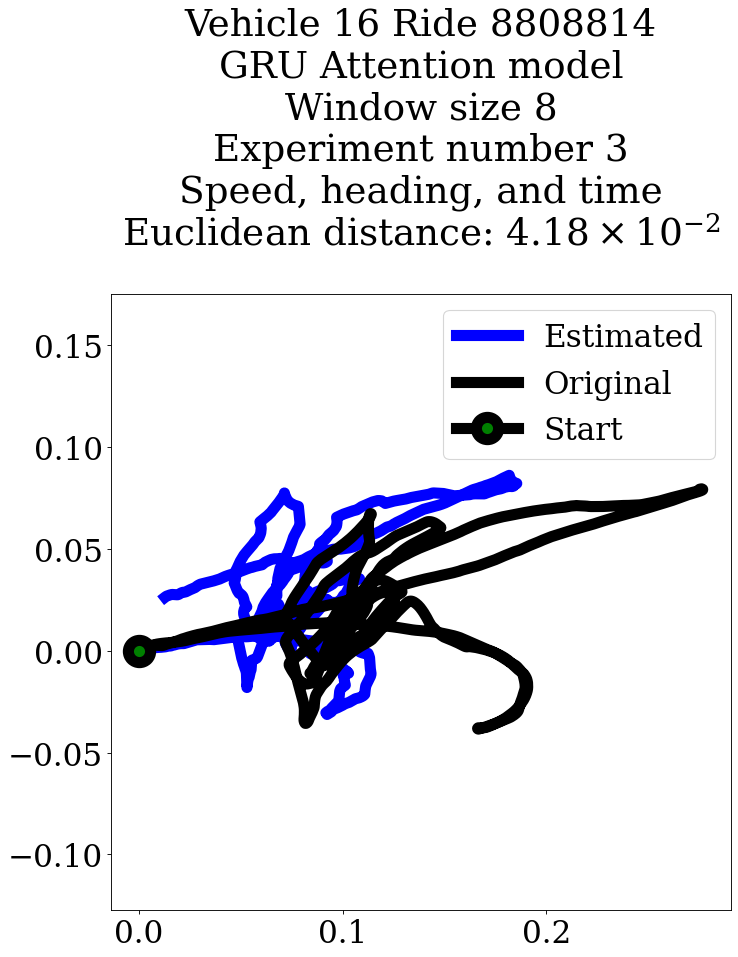 Vehicle 16 Ride 8808814
GRU Attention model
Window size 8
Experiment number 3
Speed, heading, and time
Euclidean distance: 4.18 × 10⁻²
Estimated
Original
Start
0.15
0.10
0.05
0.00
−0.05
−0.10
0.0 0.1 0.2